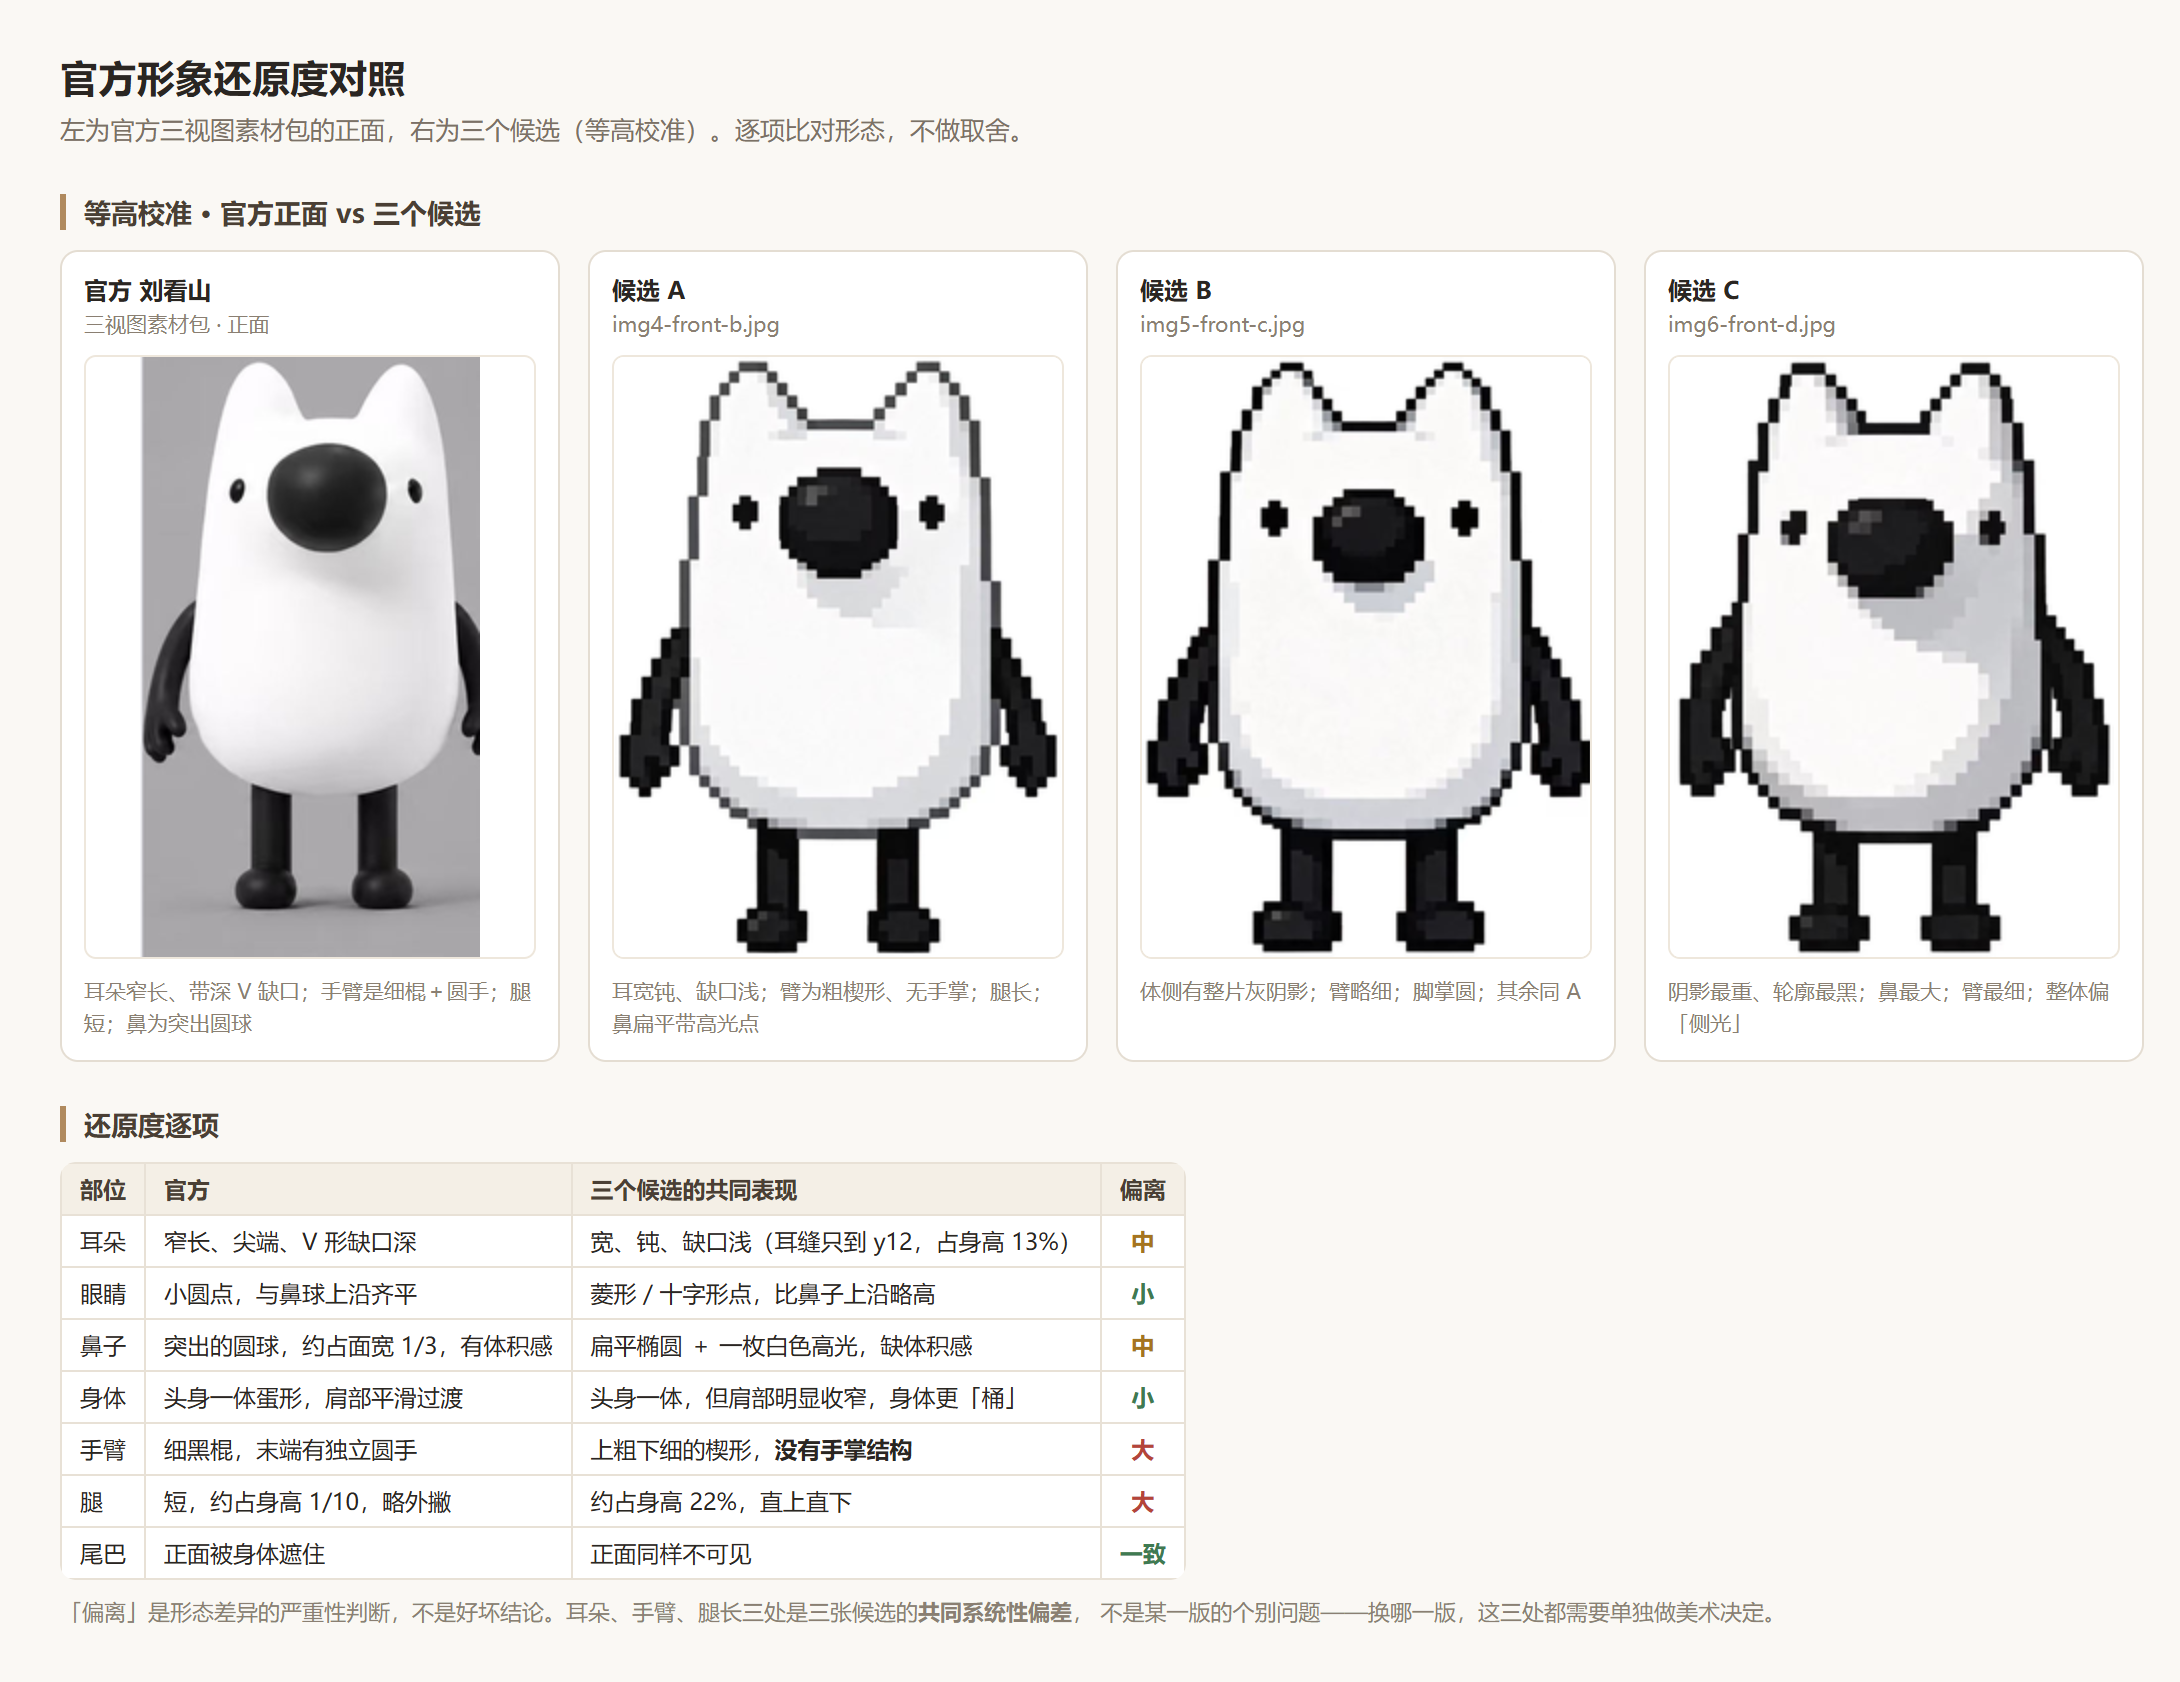 官方形象还原度对照
左为官方三视图素材包的正面，右为三个候选（等高校准）。逐项比对形态，不做取舍。
等高校准 • 官方正面 vs 三个候选
官方 刘看山
三视图素材包 · 正面
耳朵窄长、带深 V 缺口；手臂是细棍＋圆手；腿
短；鼻为突出圆球
候选 A
img4-front-b.jpg
耳宽钝、缺口浅；臂为粗楔形、无手掌；腿长；
鼻扁平带高光点
候选 B
img5-front-c.jpg
体侧有整片灰阴影；臂略细；脚掌圆；其余同 A
候选 C
img6-front-d.jpg
阴影最重、轮廓最黑；鼻最大；臂最细；整体偏
「侧光」
还原度逐项
部位 官方 三个候选的共同表现 偏离
耳朵 窄长、尖端、V 形缺口深 宽、钝、缺口浅（耳缝只到 y12，占身高 13%） 中
眼睛 小圆点，与鼻球上沿齐平 菱形 / 十字形点，比鼻子上沿略高 小
鼻子 突出的圆球，约占面宽 1/3，有体积感 扁平椭圆 ＋ 一枚白色高光，缺体积感 中
身体 头身一体蛋形，肩部平滑过渡 头身一体，但肩部明显收窄，身体更「桶」 小
手臂 细黑棍，末端有独立圆手 上粗下细的楔形，没有手掌结构 大
腿 短，约占身高 1/10，略外撇 约占身高 22%，直上直下 大
尾巴 正面被身体遮住 正面同样不可见 一致
「偏离」是形态差异的严重性判断，不是好坏结论。耳朵、手臂、腿长三处是三张候选的共同系统性偏差， 不是某一版的个别问题——换哪一版，这三处都需要单独做美术决定。